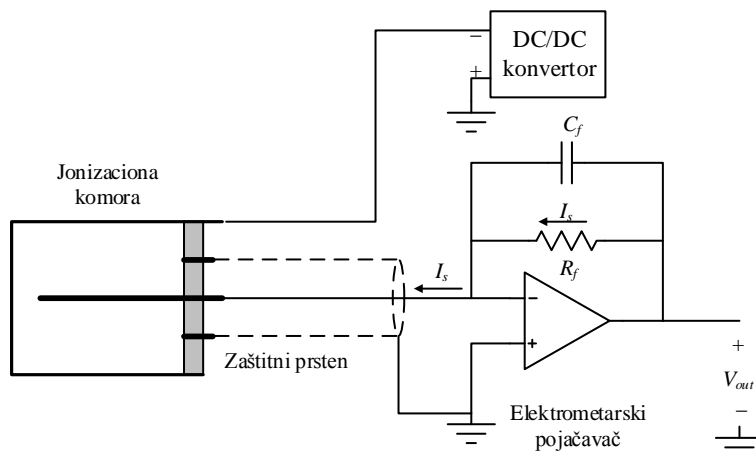 −
DC/DC
+
konvertor
C_f
Jonizaciona
komora
I_s
I_s
R_f
−
+
Zaštitni prsten
+
V_out
−
Elektrometarski
pojačavač